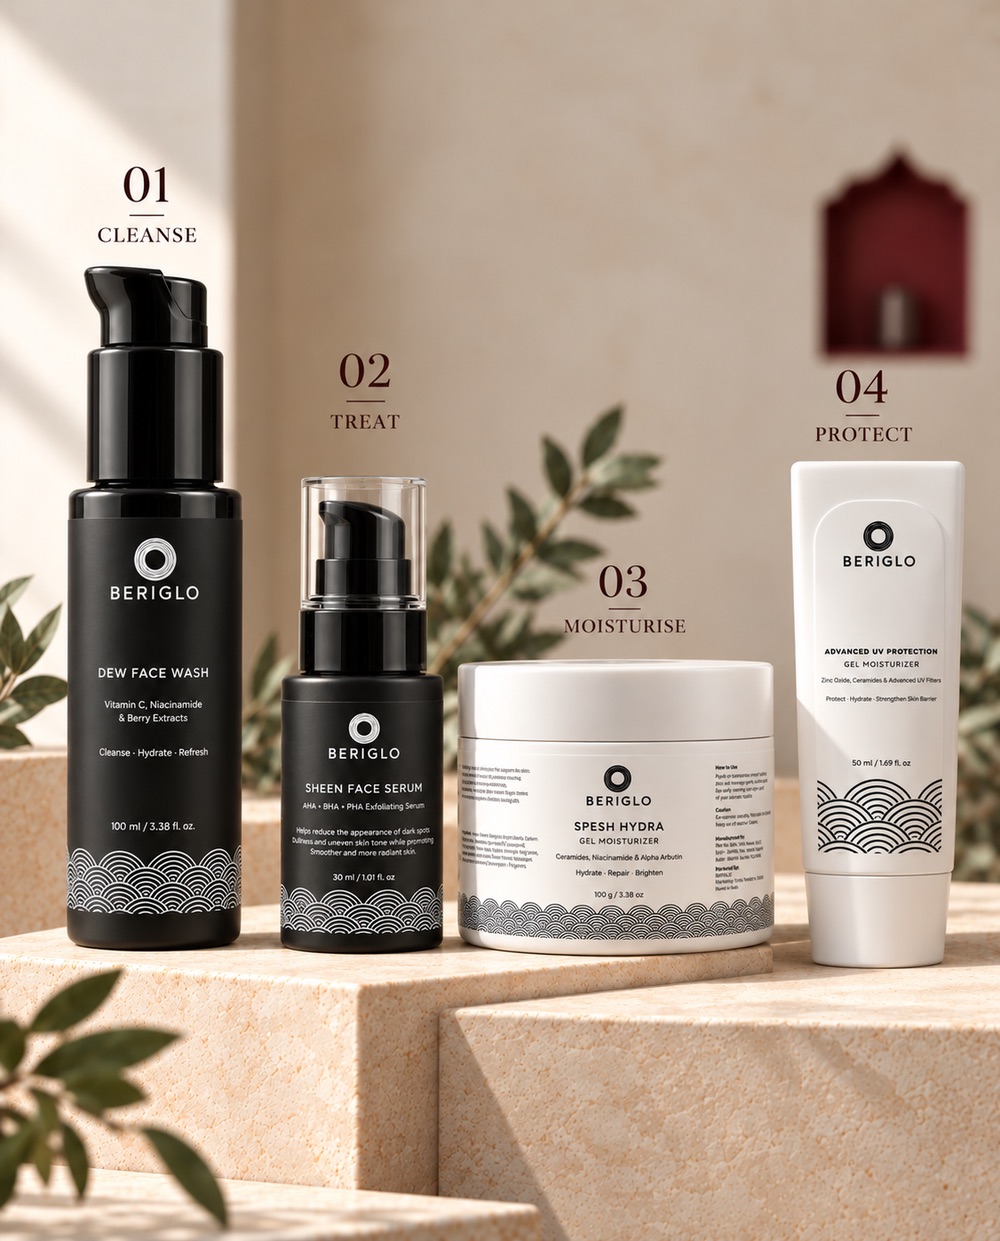 01
CLEANSE
02
TREAT
03
MOISTURISE
04
PROTECT
BERIGLO
DEW FACE WASH
Vitamin C, Niacinamide
& Berry Extracts
Cleanse · Hydrate · Refresh
100 ml / 3.38 fl. oz.
BERIGLO
SHEEN FACE SERUM
AHA • BHA • PHA Exfoliating Serum
Helps reduce the appearance of dark spots
Dullness and uneven skin tone while promoting
Smoother and more radiant skin.
30 ml / 1.01 fl. oz
BERIGLO
SPESH HYDRA
GEL MOISTURIZER
Ceramides, Niacinamide & Alpha Arbutin
Hydrate · Repair · Brighten
100 g / 3.38 oz
How to Use
Caution
BERIGLO
ADVANCED UV PROTECTION
GEL MOISTURIZER
Zinc Oxide, Ceramides & Advanced UV Filters
Protect · Hydrate · Strengthen Skin Barrier
50 ml / 1.69 fl. oz